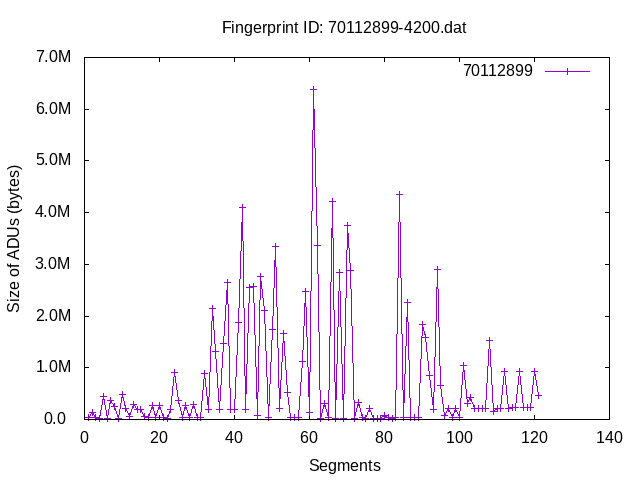 Fingerprint ID: 70112899-4200.dat
70112899
7.0M
6.0M
5.0M
4.0M
3.0M
2.0M
1.0M
0.0
Size of ADUs (bytes)
0 20 40 60 80 100 120 140
Segments